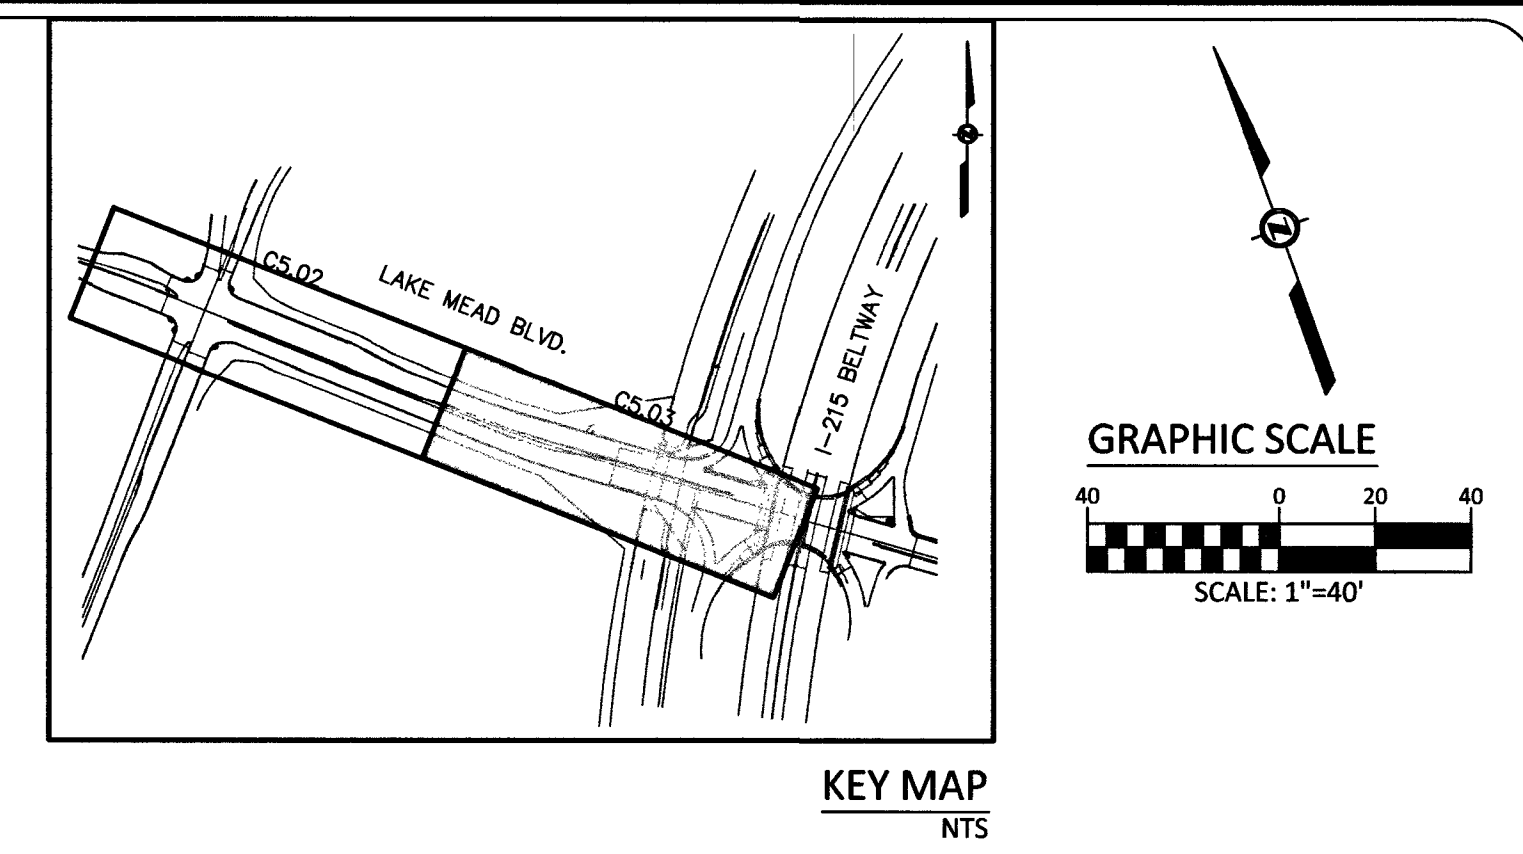 C5.02
LAKE MEAD BLVD.
C5.03
I-215 BELTWAY
N
N
GRAPHIC SCALE
40 0 20 40
SCALE: 1"=40'
KEY MAP
NTS